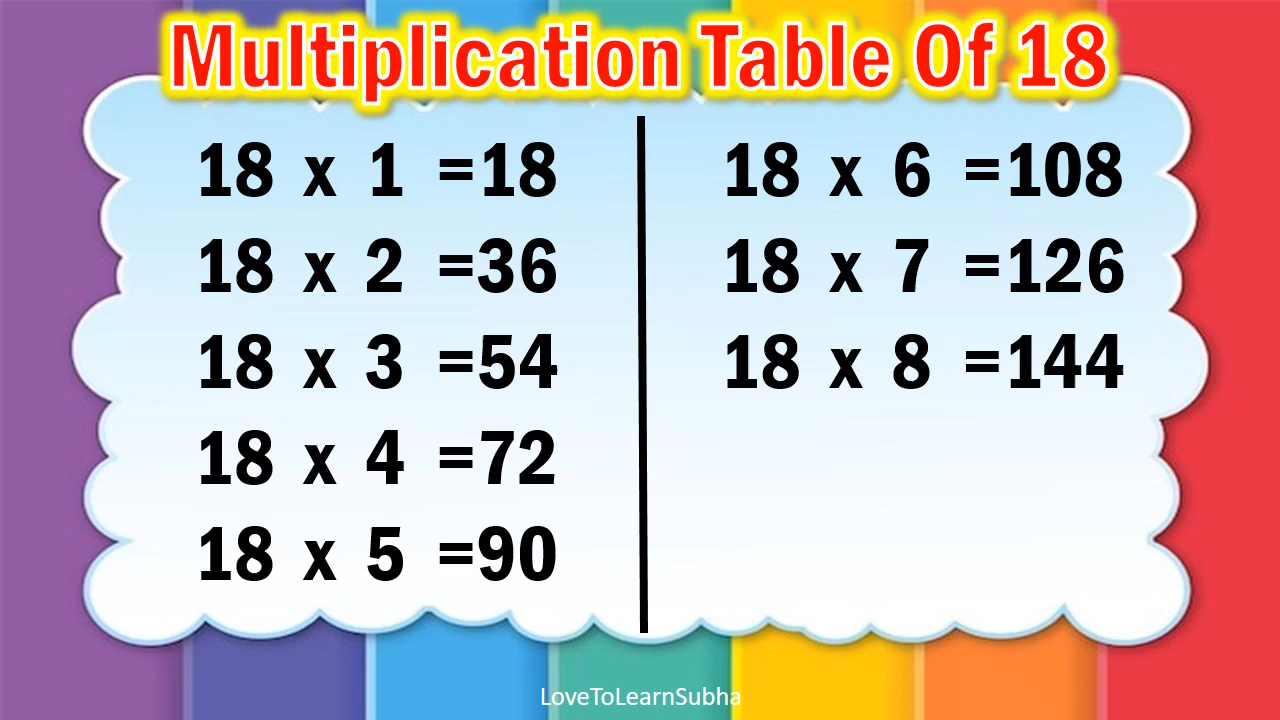 Multiplication Table Of 18
18 x 1 =18
18 x 2 =36
18 x 3 =54
18 x 4 =72
18 x 5 =90
18 x 6 =108
18 x 7 =126
18 x 8 =144
LoveToLearnSubha